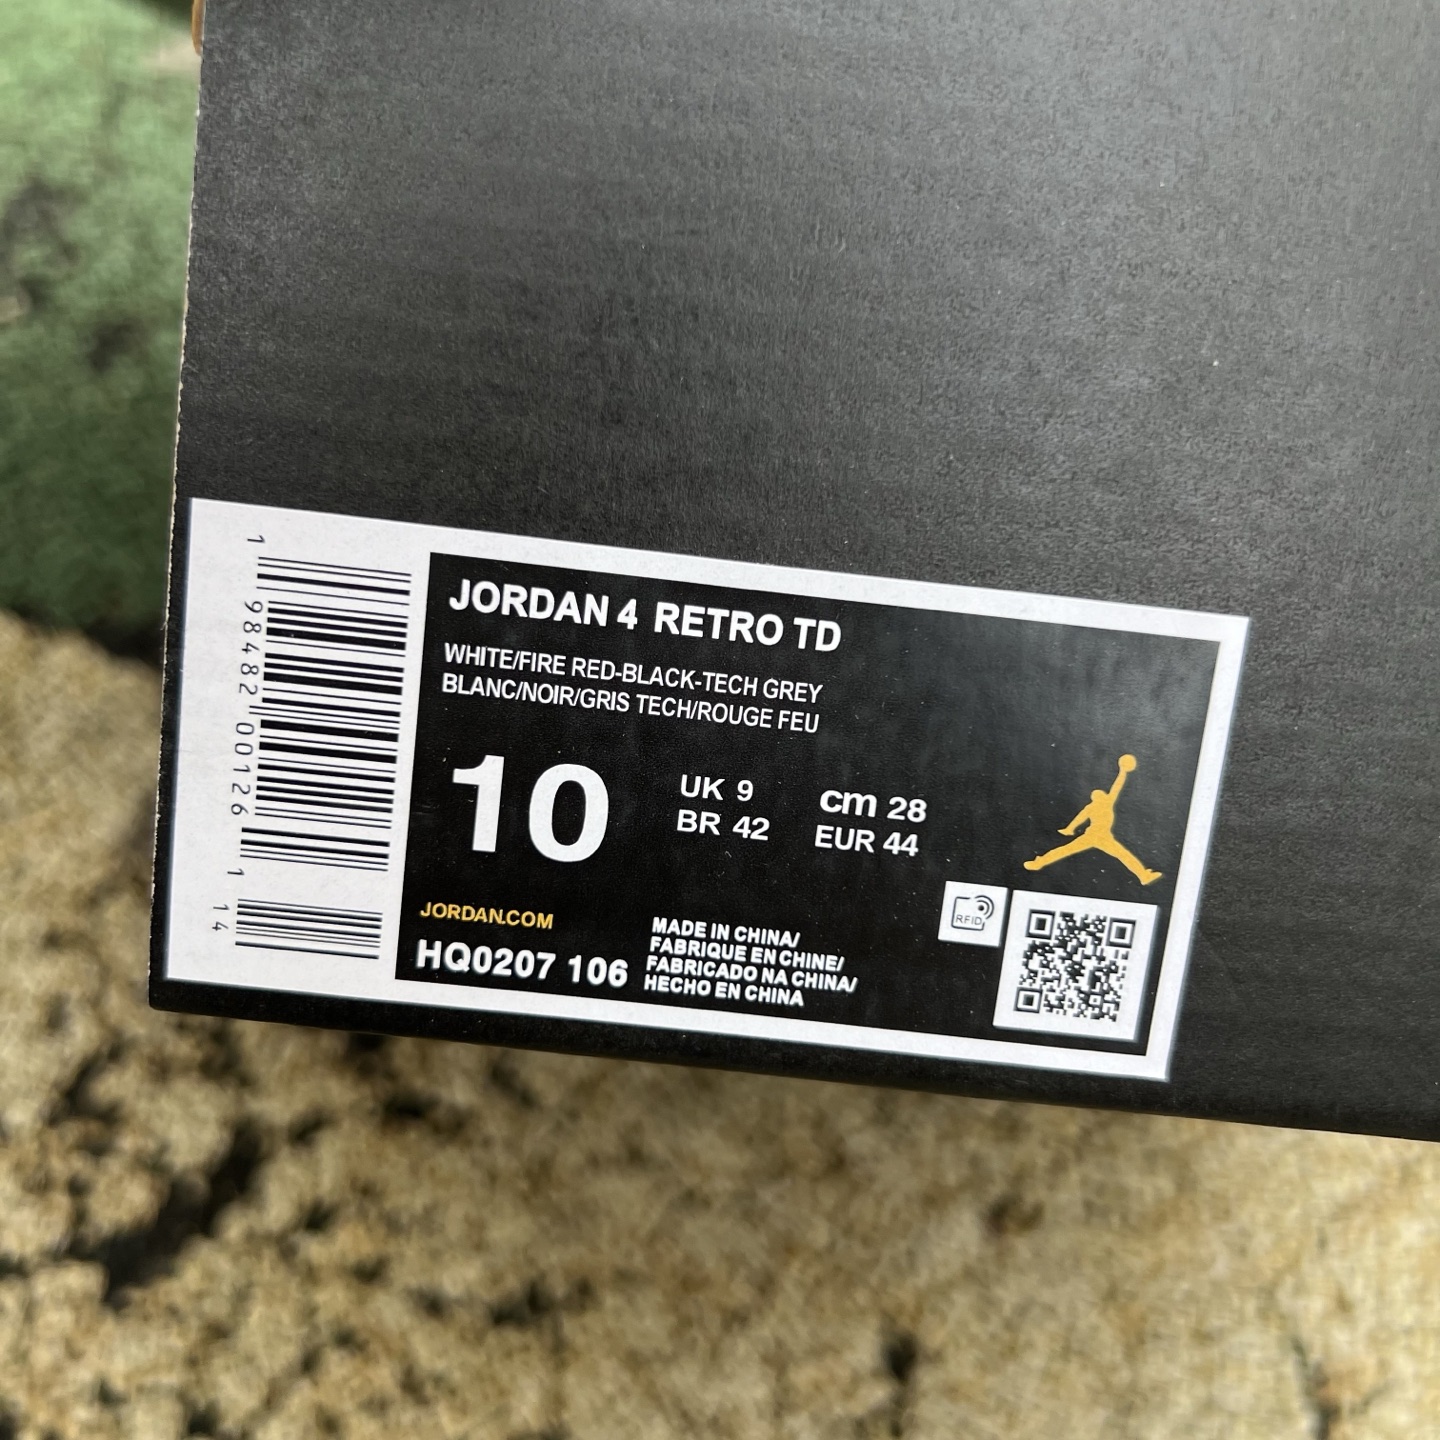 1 98482 00126 1 14
JORDAN 4 RETRO TD
WHITE/FIRE RED-BLACK-TECH GREY
BLANC/NOIR/GRIS TECH/ROUGE FEU
10
UK 9
cm 28
BR 42
EUR 44
JORDAN.COM
HQ0207 106
MADE IN CHINA/
FABRIQUE EN CHINE/
FABRICADO NA CHINA/
HECHO EN CHINA
RFID